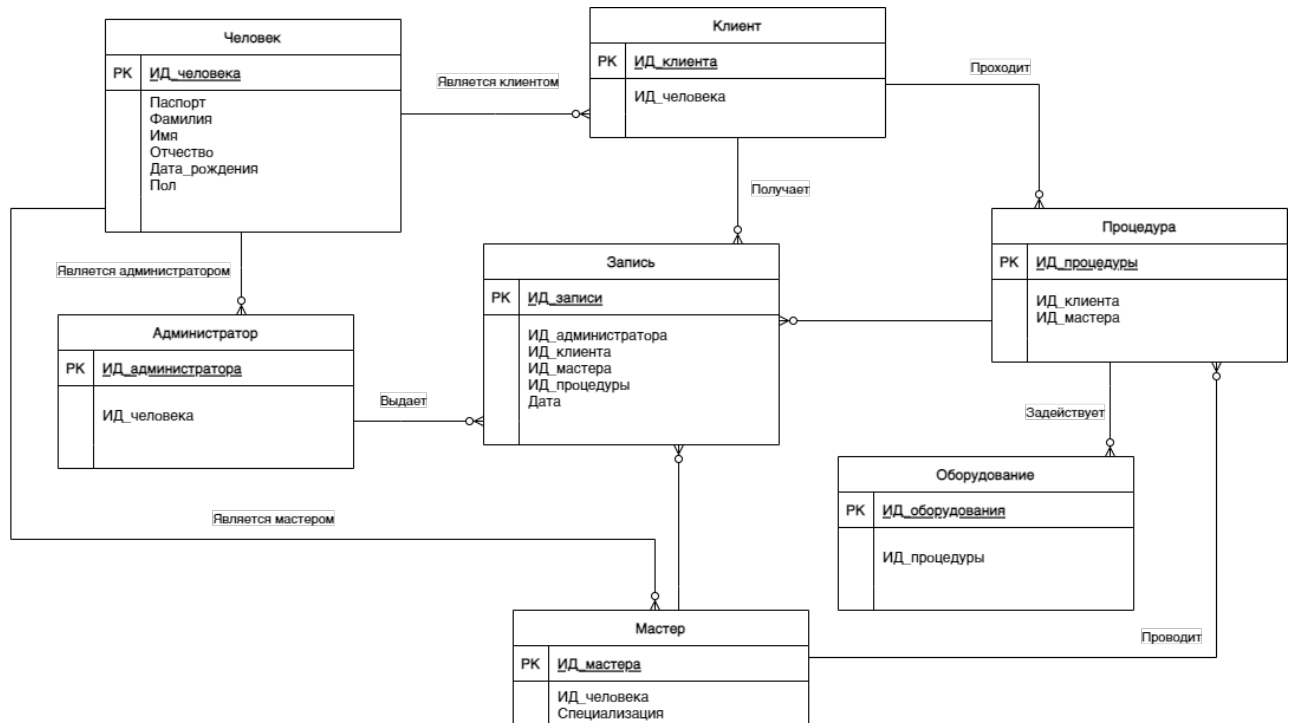 Человек
PK ИД_человека
Паспорт
Фамилия
Имя
Отчество
Дата_рождения
Пол
Является клиентом
Клиент
PK ИД_клиента
ИД_человека
Проходит
Получает
Является администратором
Администратор
PK ИД_администратора
ИД_человека
Выдает
Запись
PK ИД_записи
ИД_администратора
ИД_клиента
ИД_мастера
ИД_процедуры
Дата
Процедура
PK ИД_процедуры
ИД_клиента
ИД_мастера
Задействует
Оборудование
PK ИД_оборудования
ИД_процедуры
Является мастером
Проводит
Мастер
PK ИД_мастера
ИД_человека
Специализация